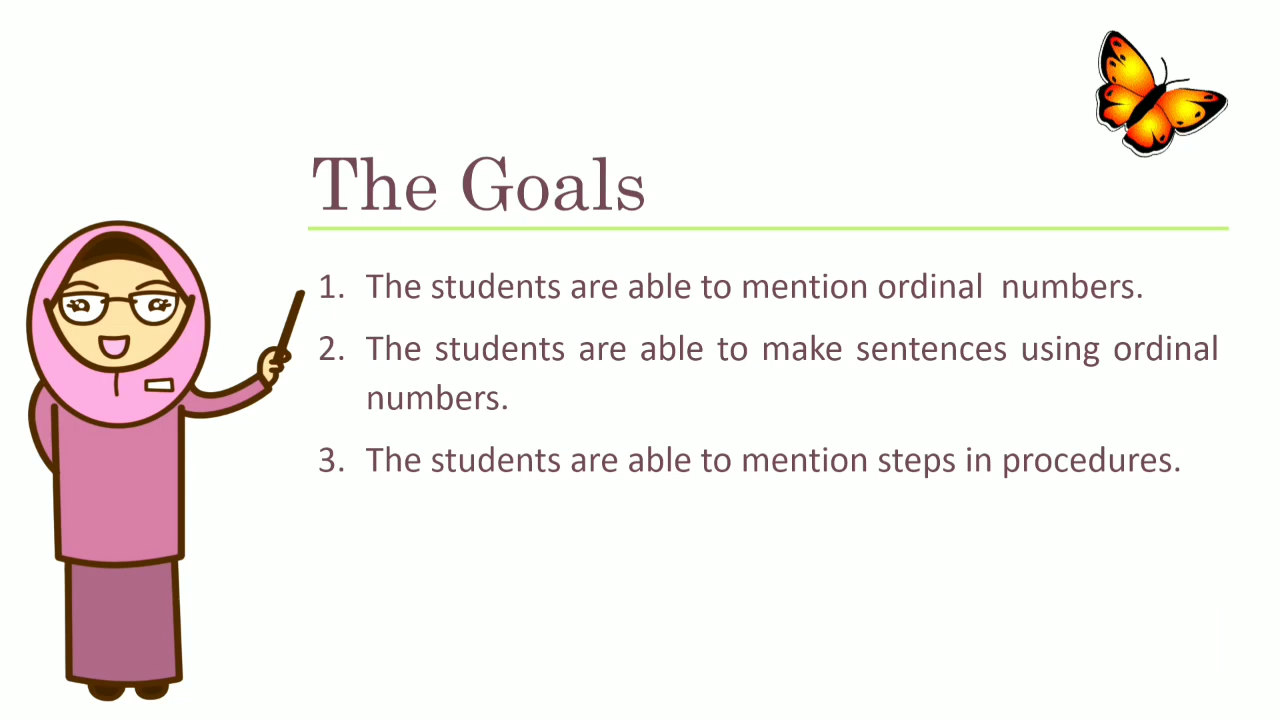 The Goals
1. The students are able to mention ordinal numbers.
2. The students are able to make sentences using ordinal
numbers.
3. The students are able to mention steps in procedures.